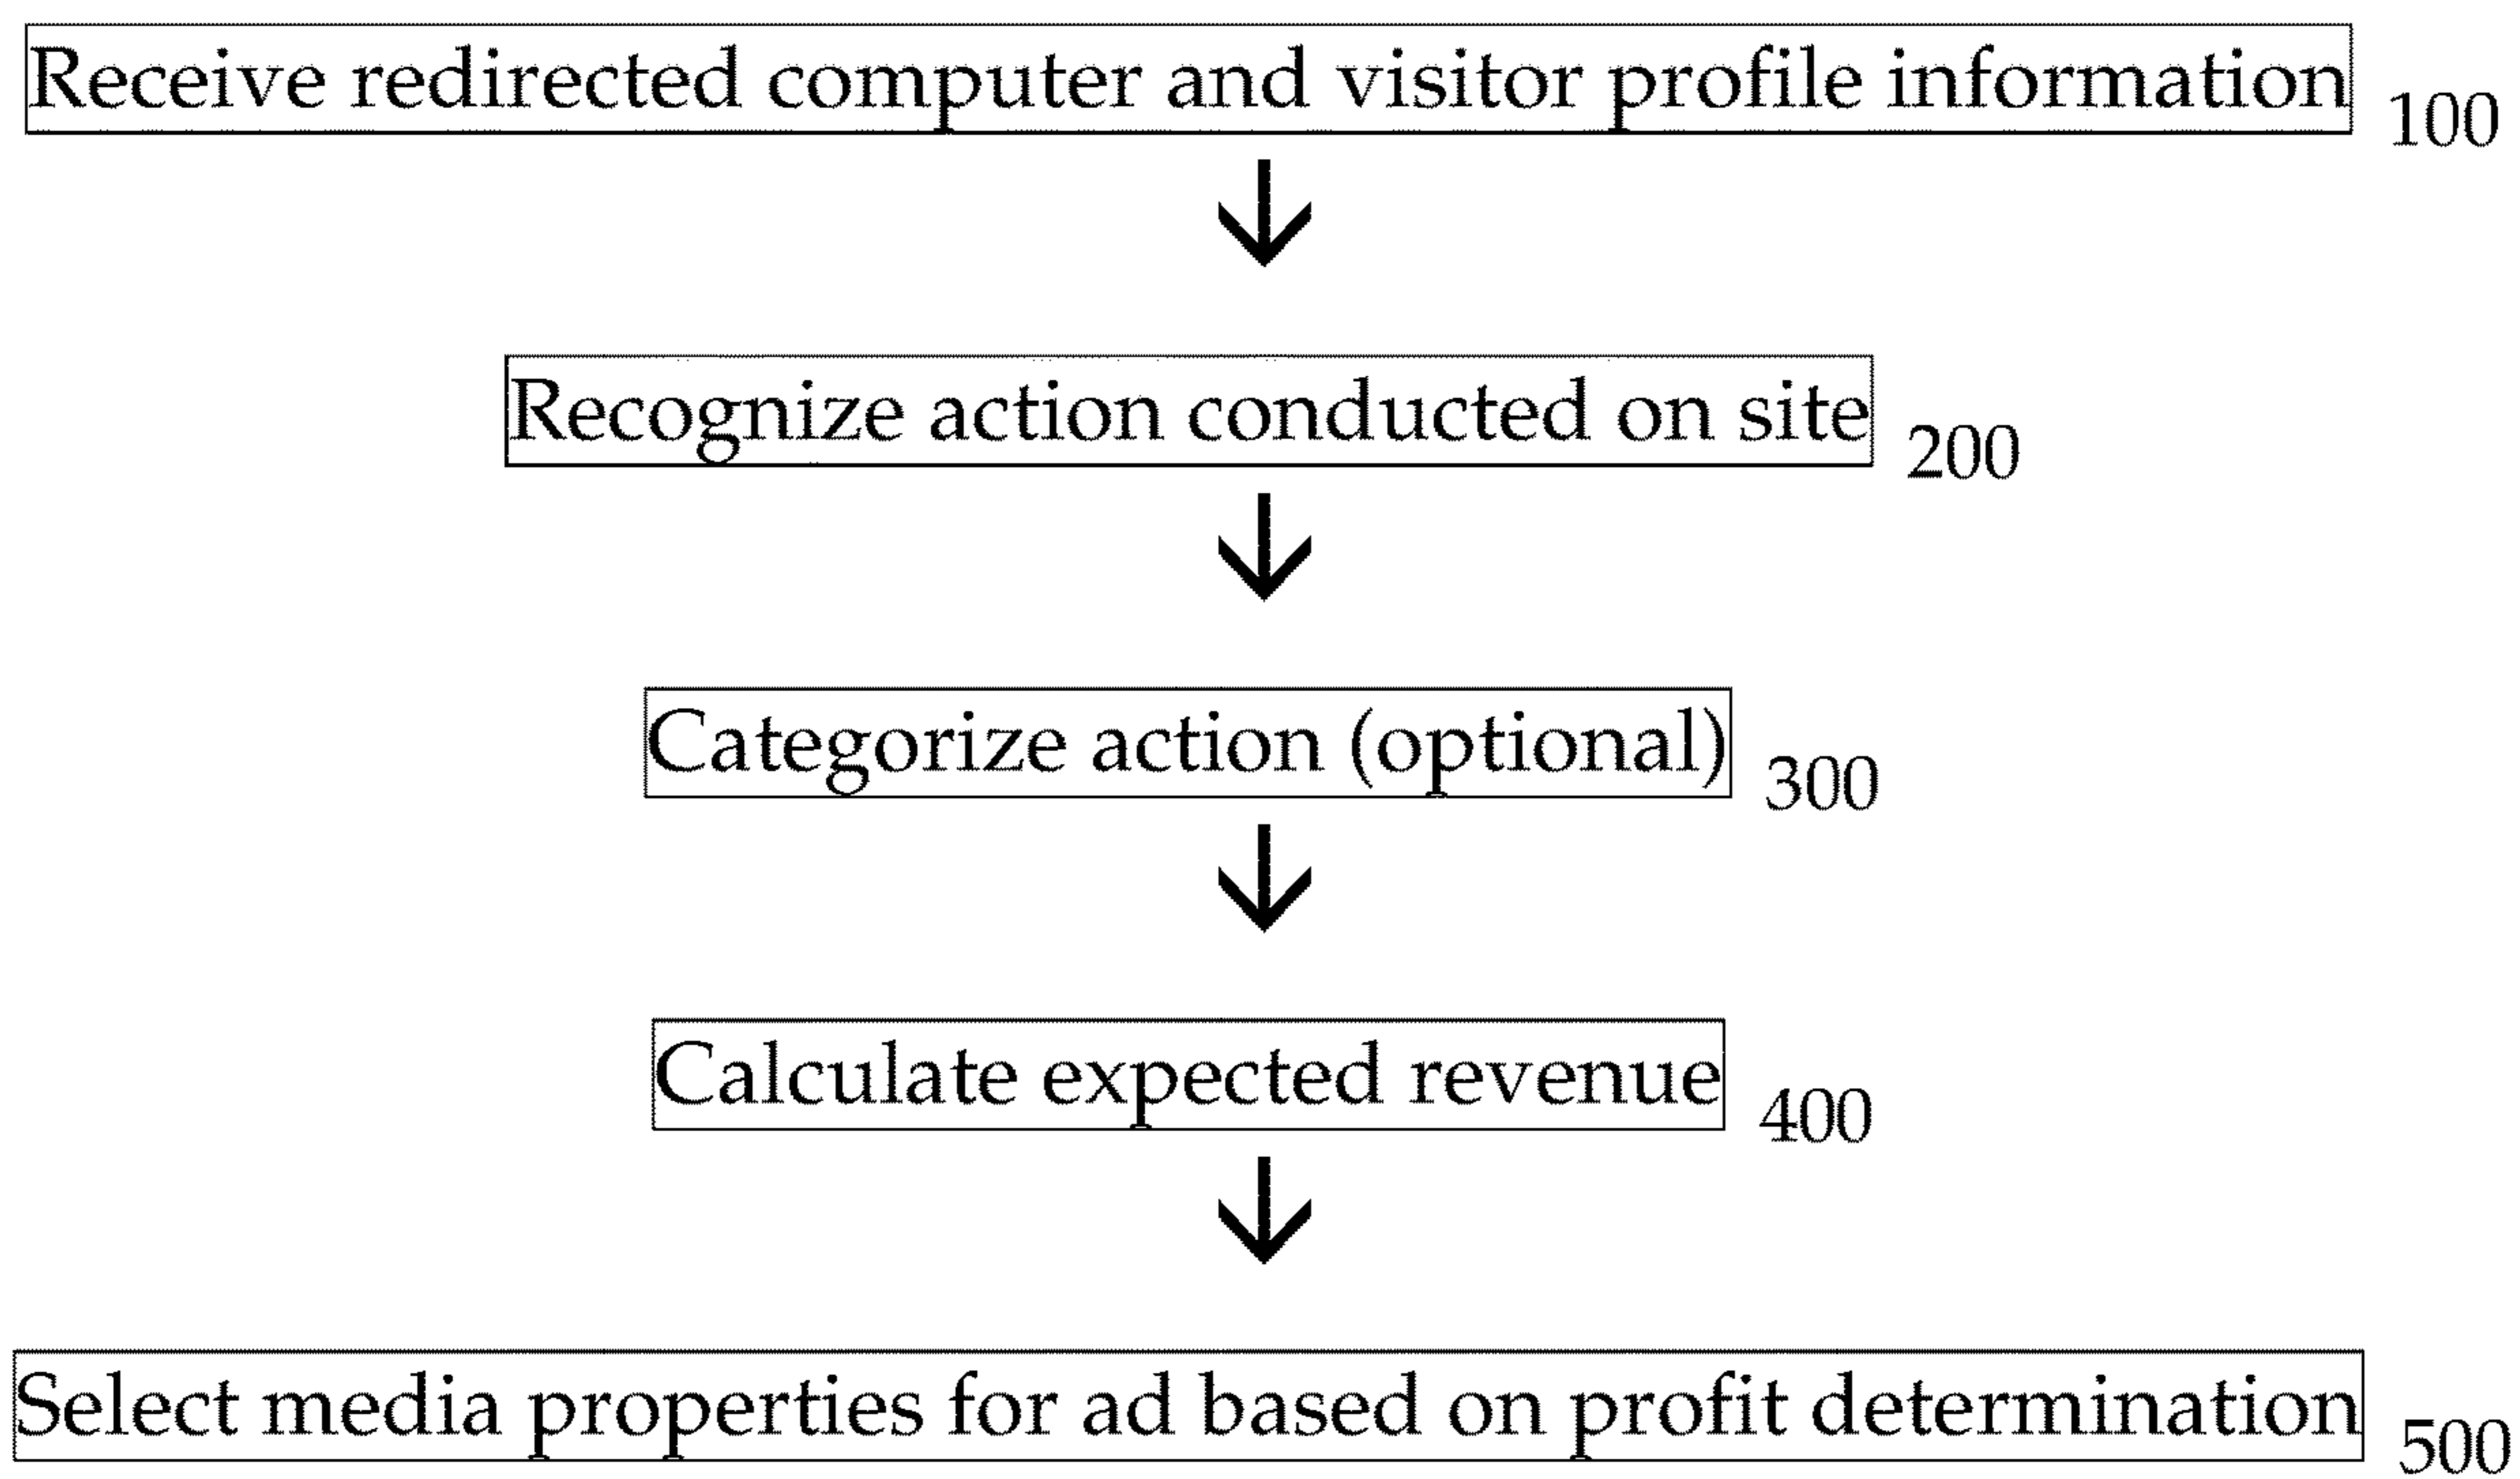 Receive redirected computer and visitor profile information 100
Recognize action conducted on site 200
Categorize action (optional) 300
Calculate expected revenue 400
Select media properties for ad based on profit determination 500